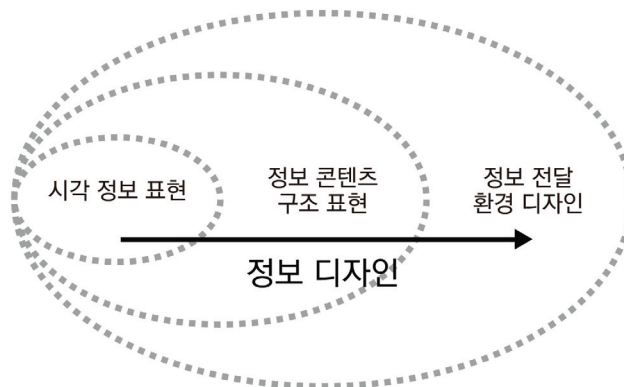 시각 정보 표현
정보 콘텐츠
구조 표현
정보 전달
환경 디자인
정보 디자인